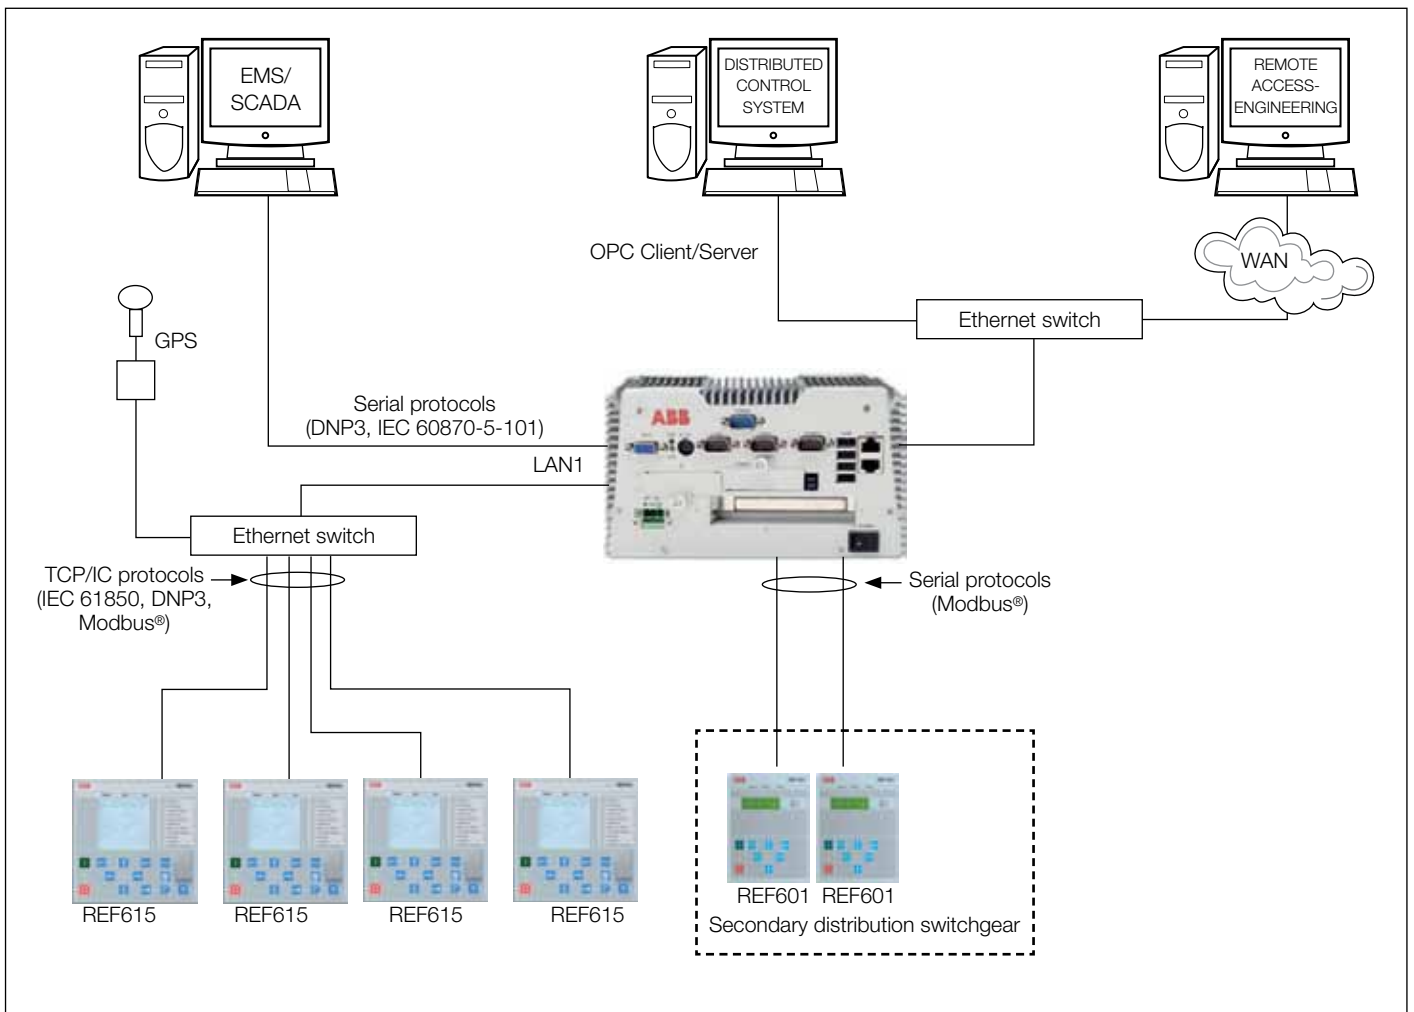 EMS/
SCADA
DISTRIBUTED
CONTROL
SYSTEM
REMOTE
ACCESS-
ENGINEERING
OPC Client/Server
WAN
Ethernet switch
GPS
Serial protocols
(DNP3, IEC 60870-5-101)
ABB
LAN1
Ethernet switch
TCP/IC protocols
(IEC 61850, DNP3,
Modbus®)
Serial protocols
(Modbus®)
REF615
REF615
REF615
REF615
REF601
REF601
Secondary distribution switchgear